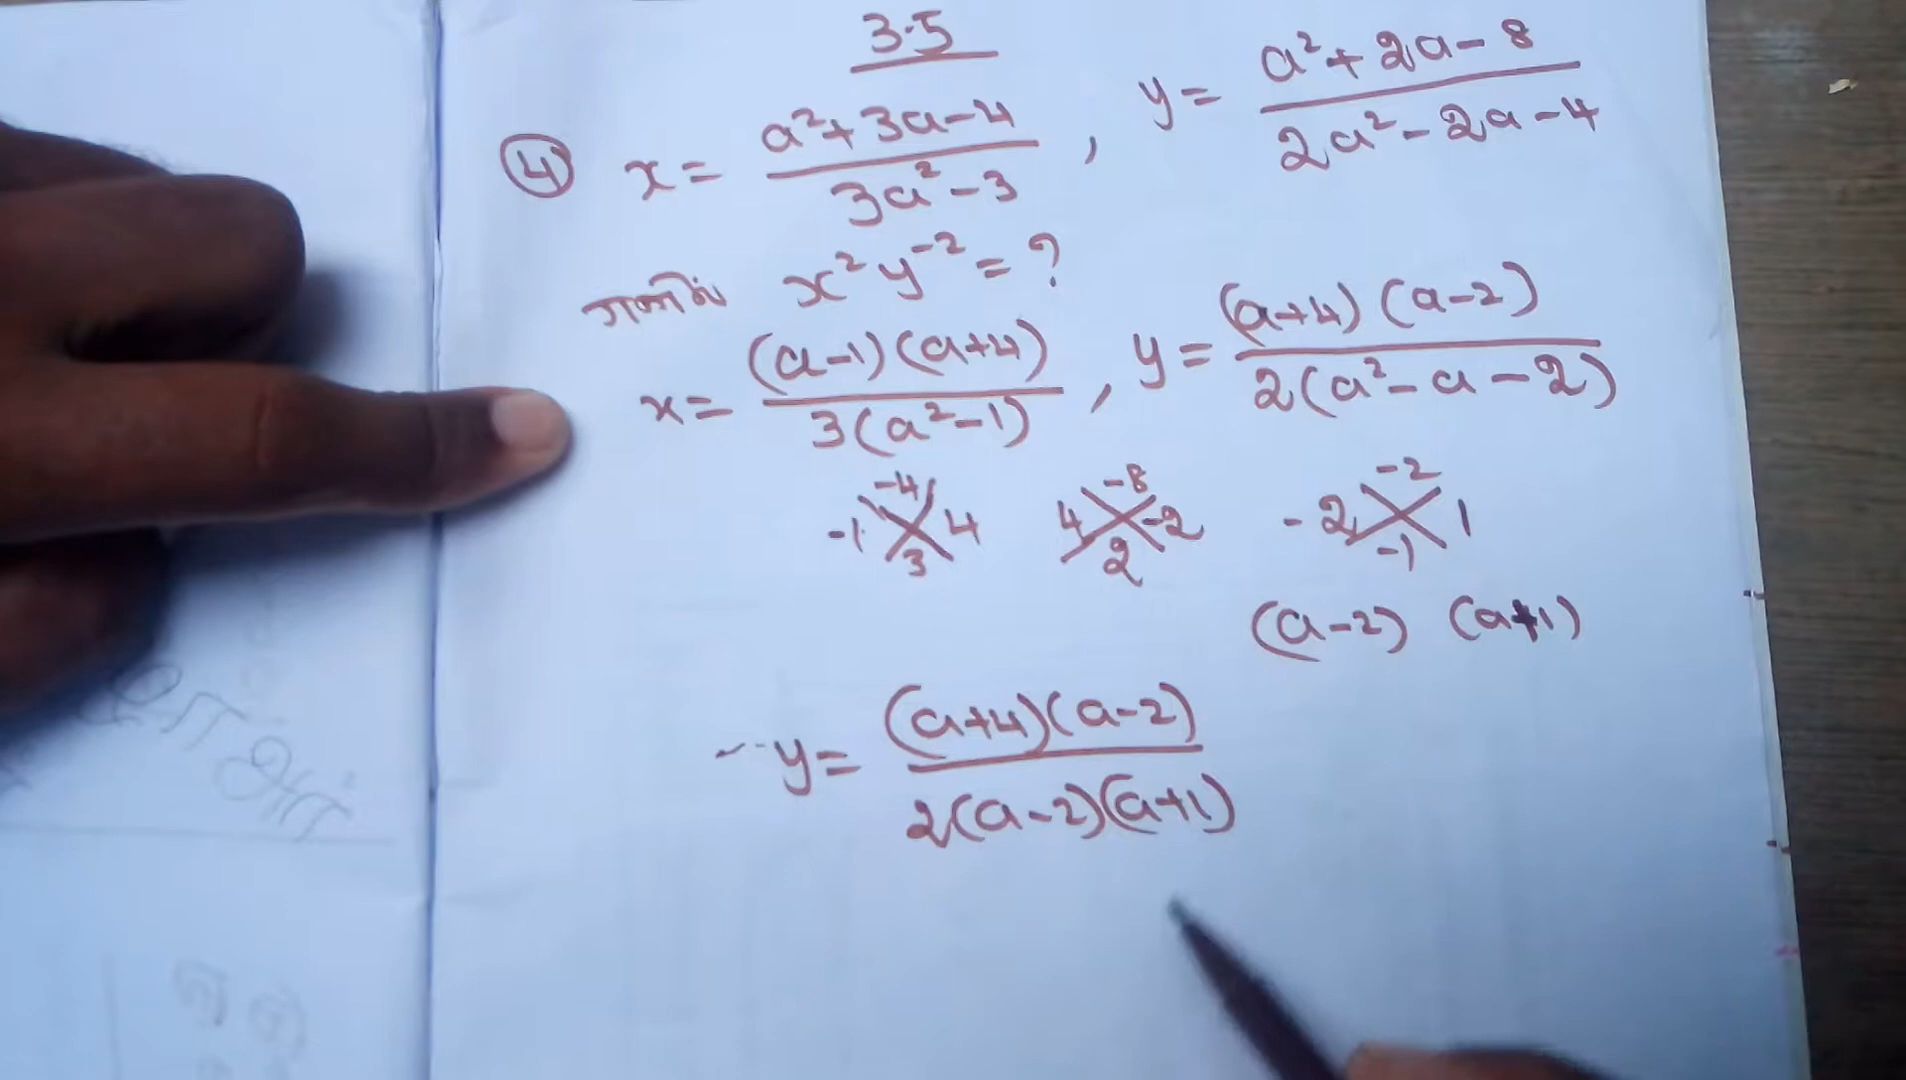 3.5
④ x = (a² + 3a - 4)/(3a² - 3) , y = (a² + 2a - 8)/(2a² - 2a - 4)
எனில் x² y⁻² = ?
x = (a-1)(a+4)/3(a²-1) , y = (a+4)(a-2)/2(a² - a - 2)
-4 -8 -2
-1 4 4 -2 -2 1
3 2 -1
(a-2) (a+1)
y = (a+4)(a-2)/2(a-2)(a+1)